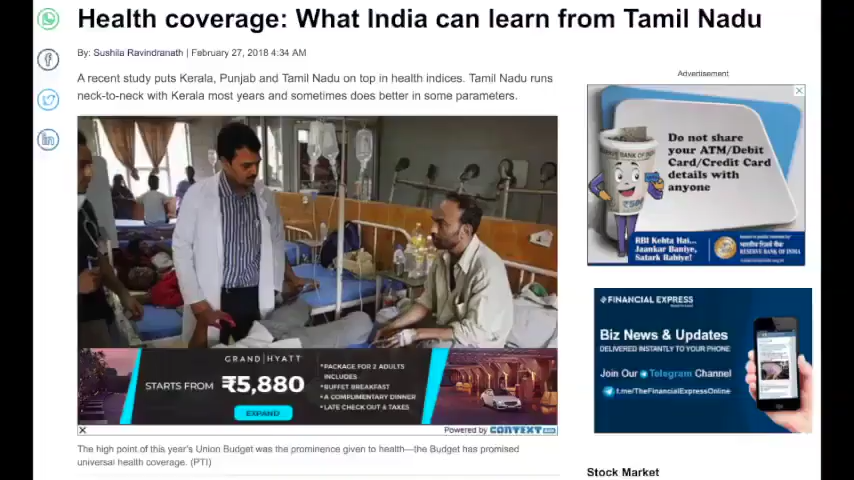 Health coverage: What India can learn from Tamil Nadu
By: Sushila Ravindranath | February 27, 2018 4:34 AM
A recent study puts Kerala, Punjab and Tamil Nadu on top in health indices. Tamil Nadu runs
neck-to-neck with Kerala most years and sometimes does better in some parameters.
GRAND | HYATT
STARTS FROM ₹5,880
EXPAND
•PACKAGE FOR 2 ADULTS
INCLUDES
•BUFFET BREAKFAST
•A COMPLIMENTARY DINNER
•LATE CHECK OUT & TAXES
Powered by CONTEXT
The high point of this year's Union Budget was the prominence given to health—the Budget has promised
universal health coverage. (PTI)
Advertisement
Do not share
your ATM/Debit
Card/Credit Card
details with
anyone
RBI Kehta Hai...
Jaankar Baniye,
Satark Rahiye!
भारतीय रिज़र्व बैंक
RESERVE BANK OF INDIA
FINANCIAL EXPRESS
Biz News & Updates
DELIVERED INSTANTLY TO YOUR PHONE
Join Our Telegram Channel
t.me/TheFinancialExpressOnline
Stock Market